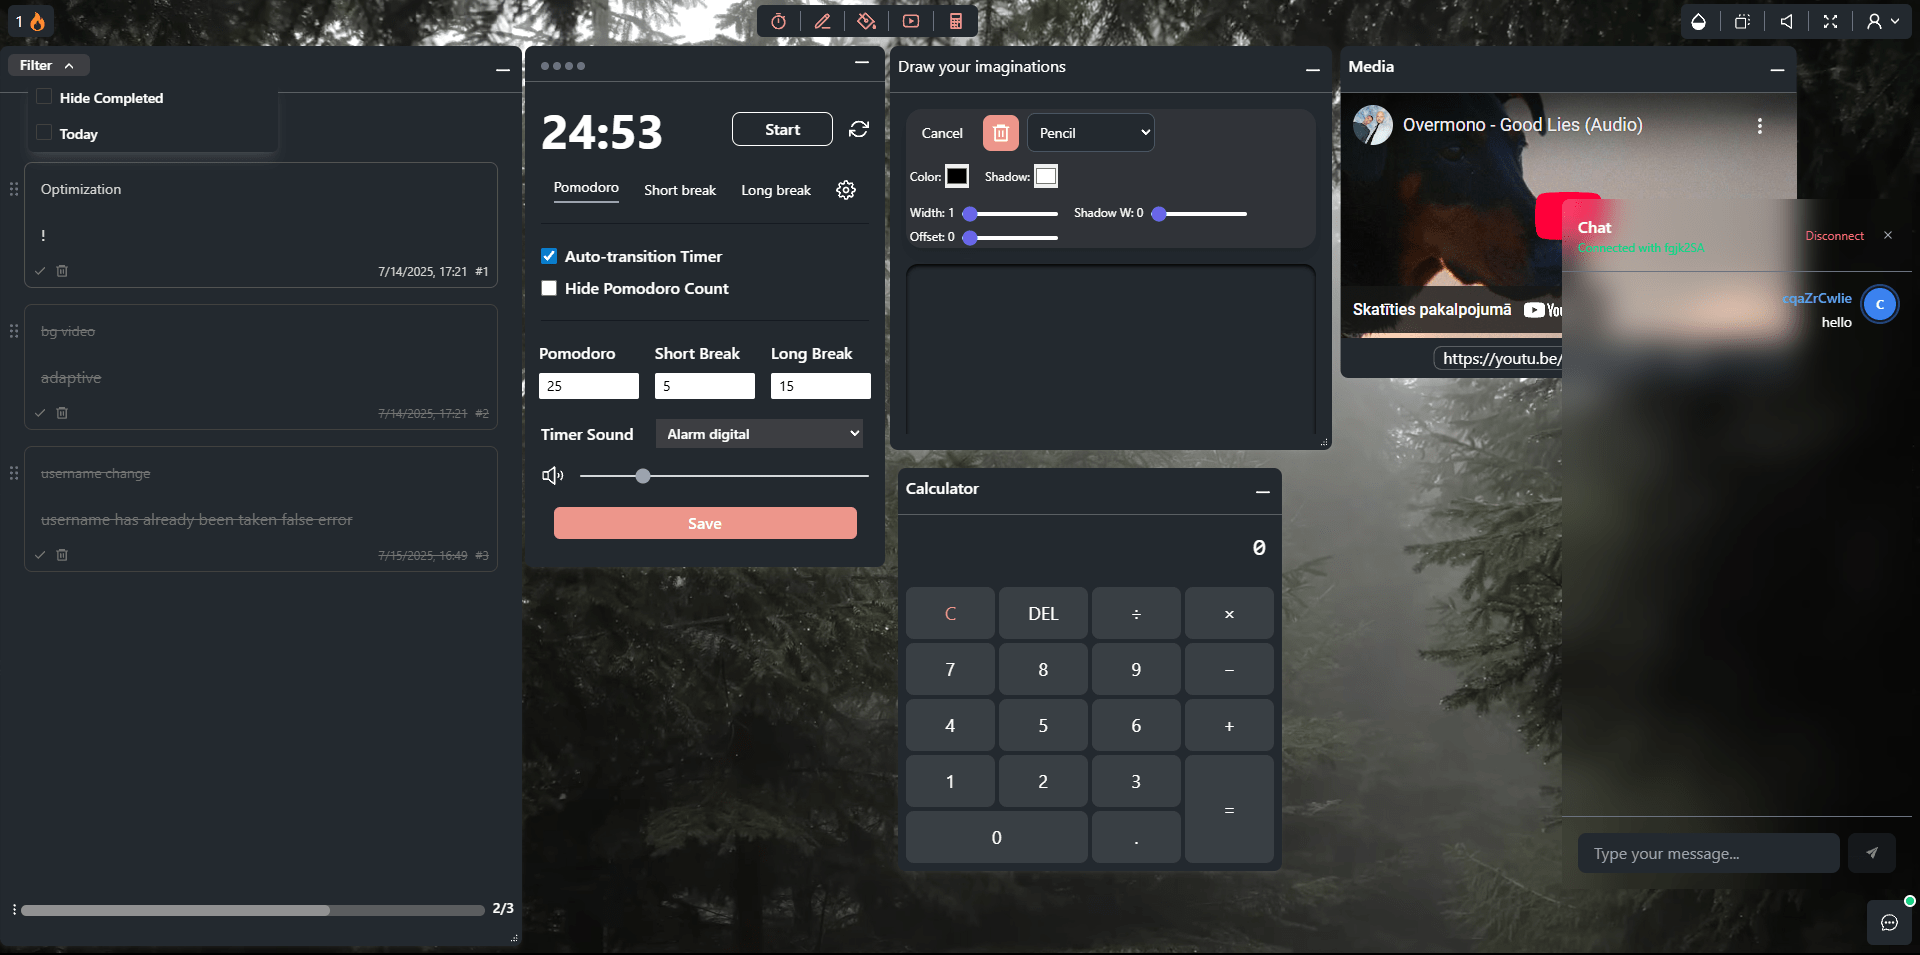 1
Filter
Hide Completed
Today
Optimization
!
7/14/2025, 17:21 #1
bg video
adaptive
7/14/2025, 17:21 #2
username change
username has already been taken false error
7/15/2025, 16:49 #3
2/3
24:53
Start
Pomodoro
Short break
Long break
Auto-transition Timer
Hide Pomodoro Count
Pomodoro
Short Break
Long Break
25
5
15
Timer Sound
Alarm digital
Save
Draw your imaginations
Cancel
Pencil
Color:
Shadow:
Width: 1
Shadow W: 0
Offset: 0
Calculator
0
C DEL ÷ ×
7 8 9 −
4 5 6 +
1 2 3
=
0 .
Media
Overmono - Good Lies (Audio)
Skatīties pakalpojumā
You
https://youtu.be/
Chat
Connected with
Disconnect
×
cqaZrCwlie
C
hello
Type your message...